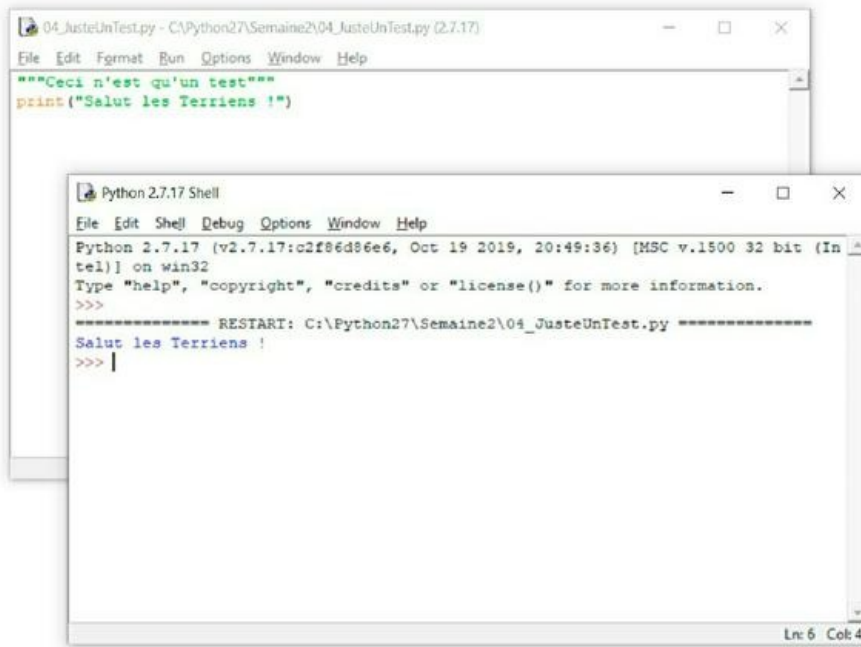 04_JusteUnTest.py - C:\Python27\Semaine2\04_JusteUnTest.py (2.7.17)
File Edit Format Run Options Window Help
"""Ceci n'est qu'un test"""
print("Salut les Terriens !")
Python 2.7.17 Shell
File Edit Shell Debug Options Window Help
Python 2.7.17 (v2.7.17:c2f86d86e6, Oct 19 2019, 20:49:36) [MSC v.1500 32 bit (In
tel)] on win32
Type "help", "copyright", "credits" or "license()" for more information.
>>>
============== RESTART: C:\Python27\Semaine2\04_JusteUnTest.py ==============
Salut les Terriens !
>>>
Ln: 6 Col: 4